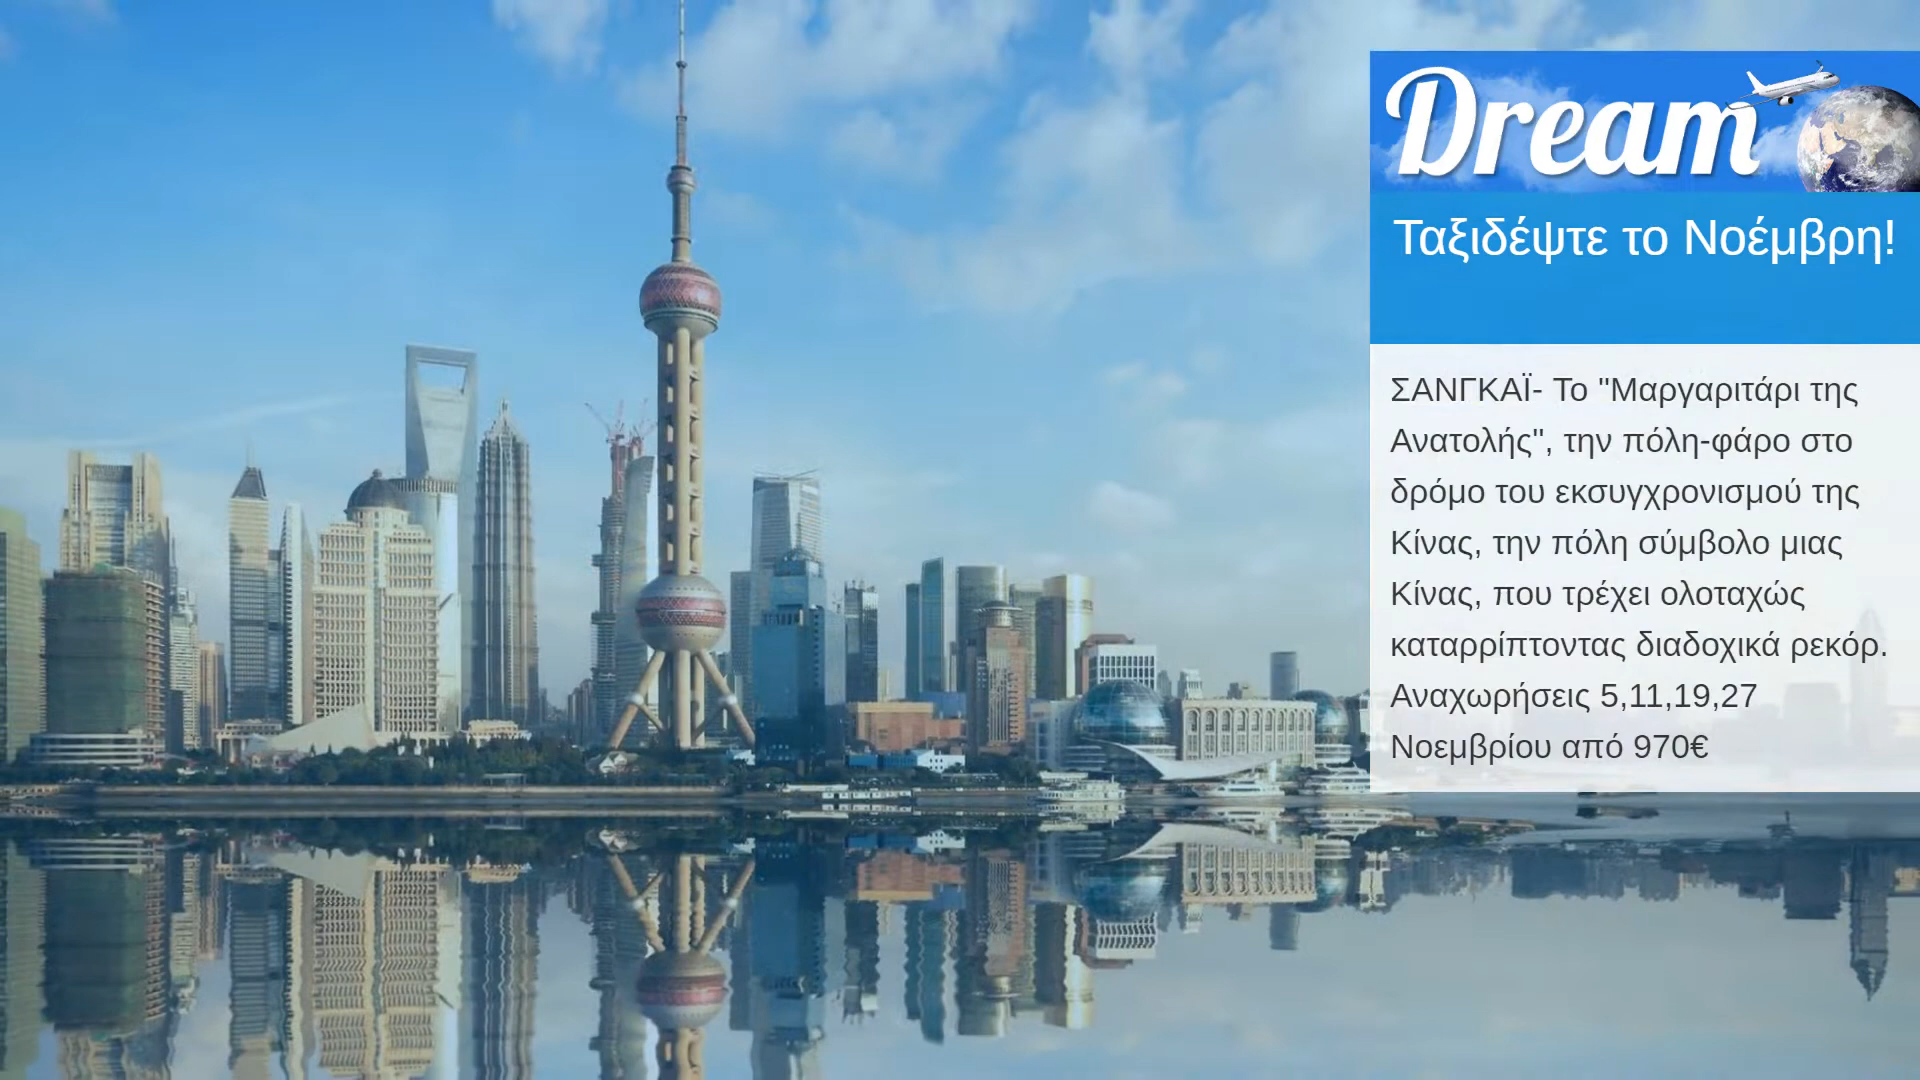 Dream
Ταξιδέψτε το Νοέμβρη!
ΣΑΝΓΚΑΪ- Το "Μαργαριτάρι της
Ανατολής", την πόλη-φάρο στο
δρόμο του εκσυγχρονισμού της
Κίνας, την πόλη σύμβολο μιας
Κίνας, που τρέχει ολοταχώς
καταρρίπτοντας διαδοχικά ρεκόρ.
Αναχωρήσεις 5,11,19,27
Νοεμβρίου από 970€